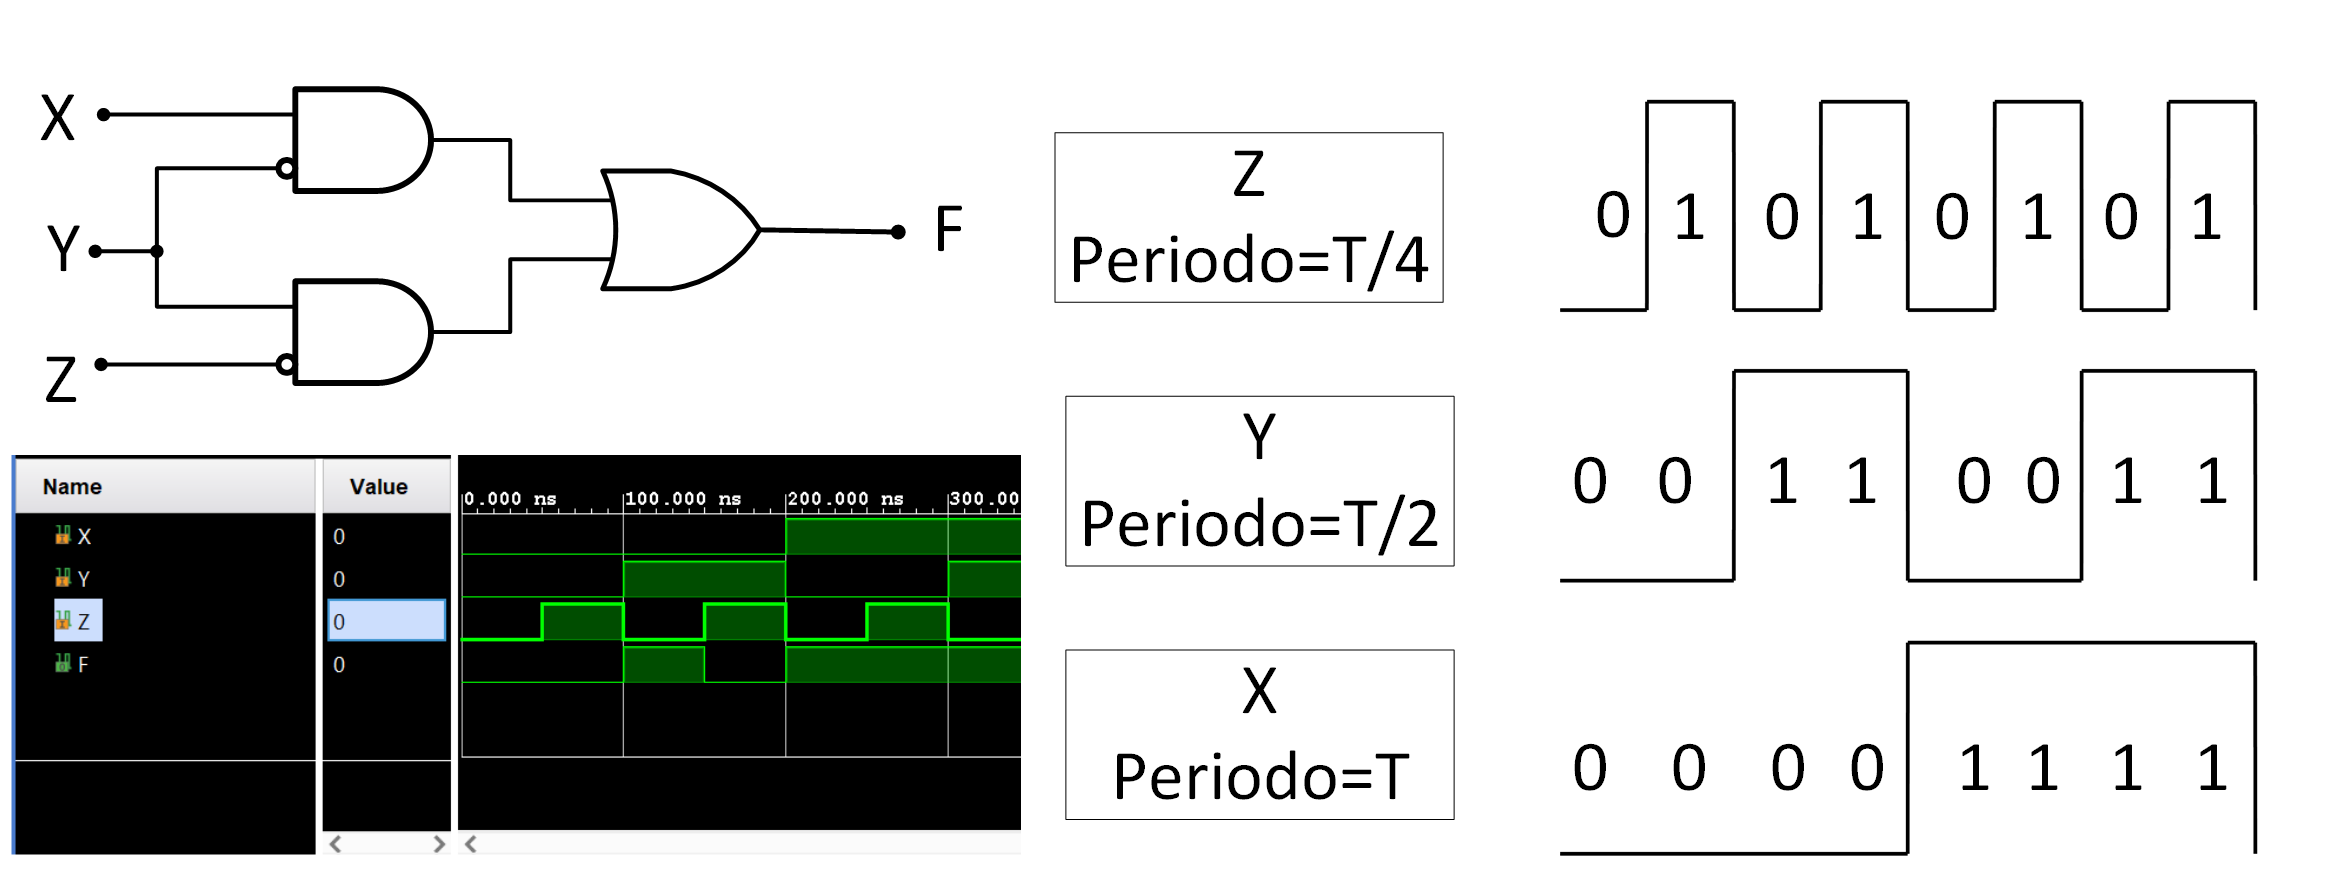 X
Y
Z
F
Name
Value
0.000 ns
100.000 ns
200.000 ns
300.00
X
0
Y
0
Z
0
F
0
Z
Periodo=T/4
0 1 0 1 0 1 0 1
Y
Periodo=T/2
0 0 1 1 0 0 1 1
X
Periodo=T
0 0 0 0 1 1 1 1